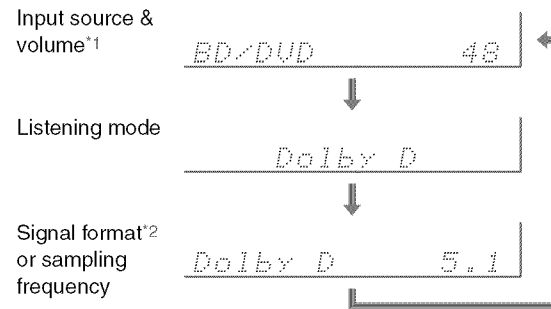 Input source &
volume*1
BD/DVD 48
Listening mode
Dolby D
Signal format*2
or sampling
frequency
Dolby D 5.1